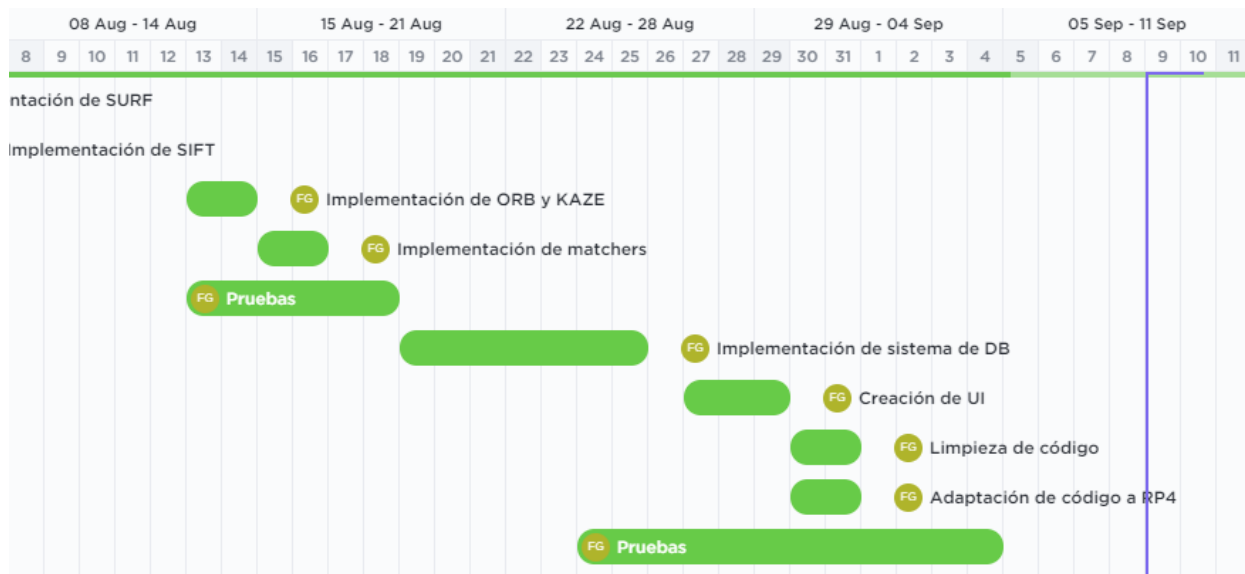 08 Aug - 14 Aug 15 Aug - 21 Aug 22 Aug - 28 Aug 29 Aug - 04 Sep 05 Sep - 11 Sep
8 9 10 11 12 13 14 15 16 17 18 19 20 21 22 23 24 25 26 27 28 29 30 31 1 2 3 4 5 6 7 8 9 10 11
ntación de SURF
Implementación de SIFT
FG Implementación de ORB y KAZE
FG Implementación de matchers
FG Pruebas
FG Implementación de sistema de DB
FG Creación de UI
FG Limpieza de código
FG Adaptación de código a RP4
FG Pruebas